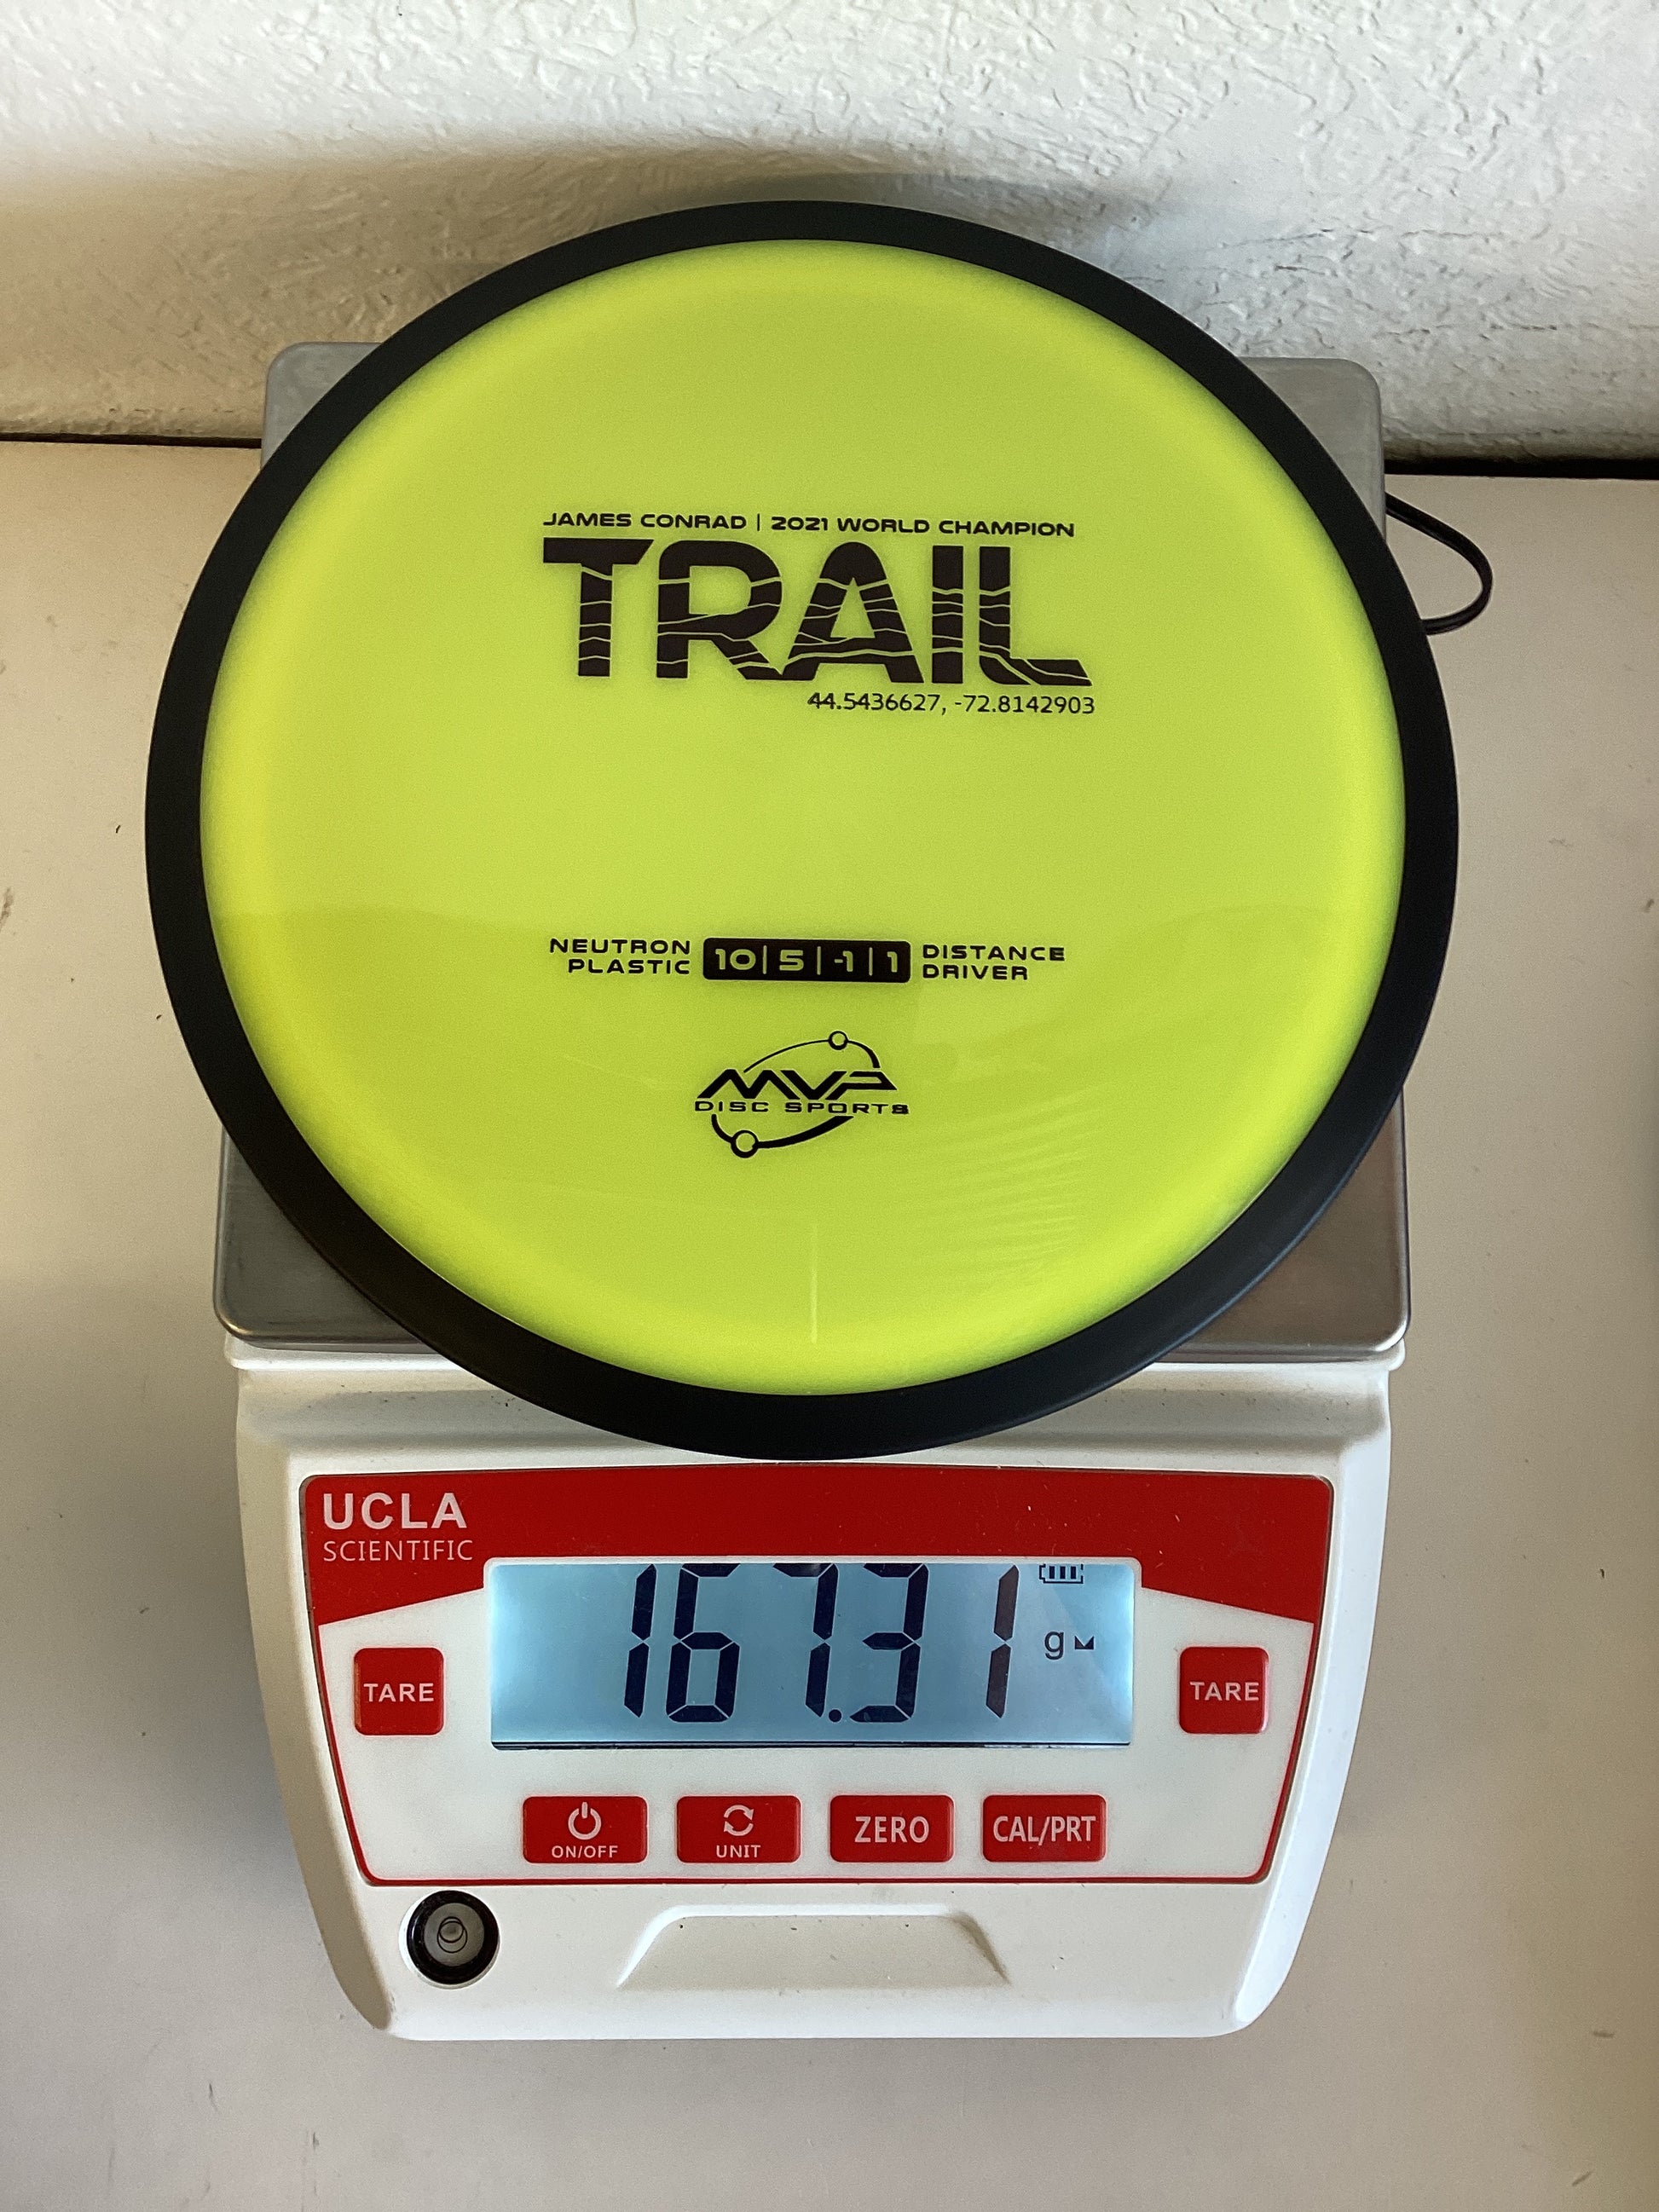 JAMES CONRAD | 2021 WORLD CHAMPION
TRAIL
44.5436627, -72.8142903
NEUTRON PLASTIC 10|5|-1|1 DISTANCE DRIVER
MVP
DISC SPORTS
UCLA
SCIENTIFIC
167.31 g
TARE
TARE
ON/OFF
UNIT
ZERO
CAL/PRT